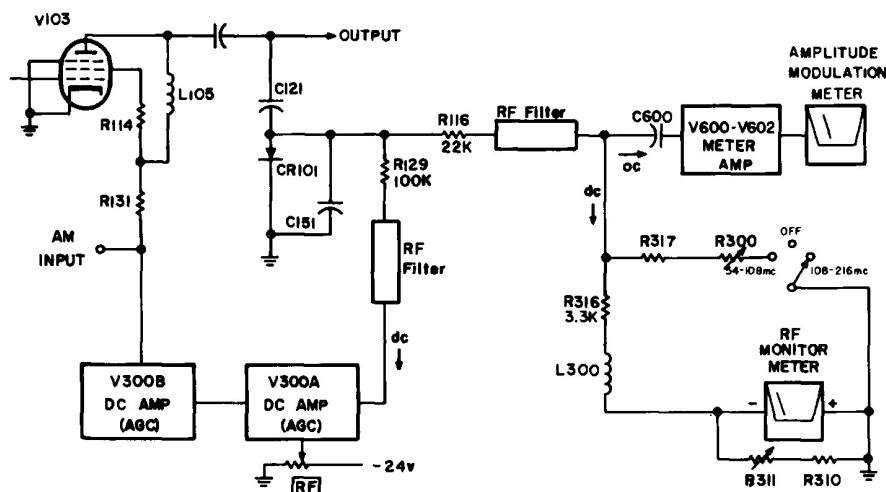 V103
OUTPUT
L105
C121
R114
R131
AM
INPUT
CR101
C151
R129
100K
RF
Filter
dc
R116
22K
RF Filter
C600
ac
V600-V602
METER
AMP
AMPLITUDE
MODULATION
METER
dc
R317
R300
OFF
54-108mc
108-216mc
R316
3.3K
L300
RF
MONITOR
METER
- +
R311
R310
V300B
DC AMP
(AGC)
V300A
DC AMP
(AGC)
RF
-24v